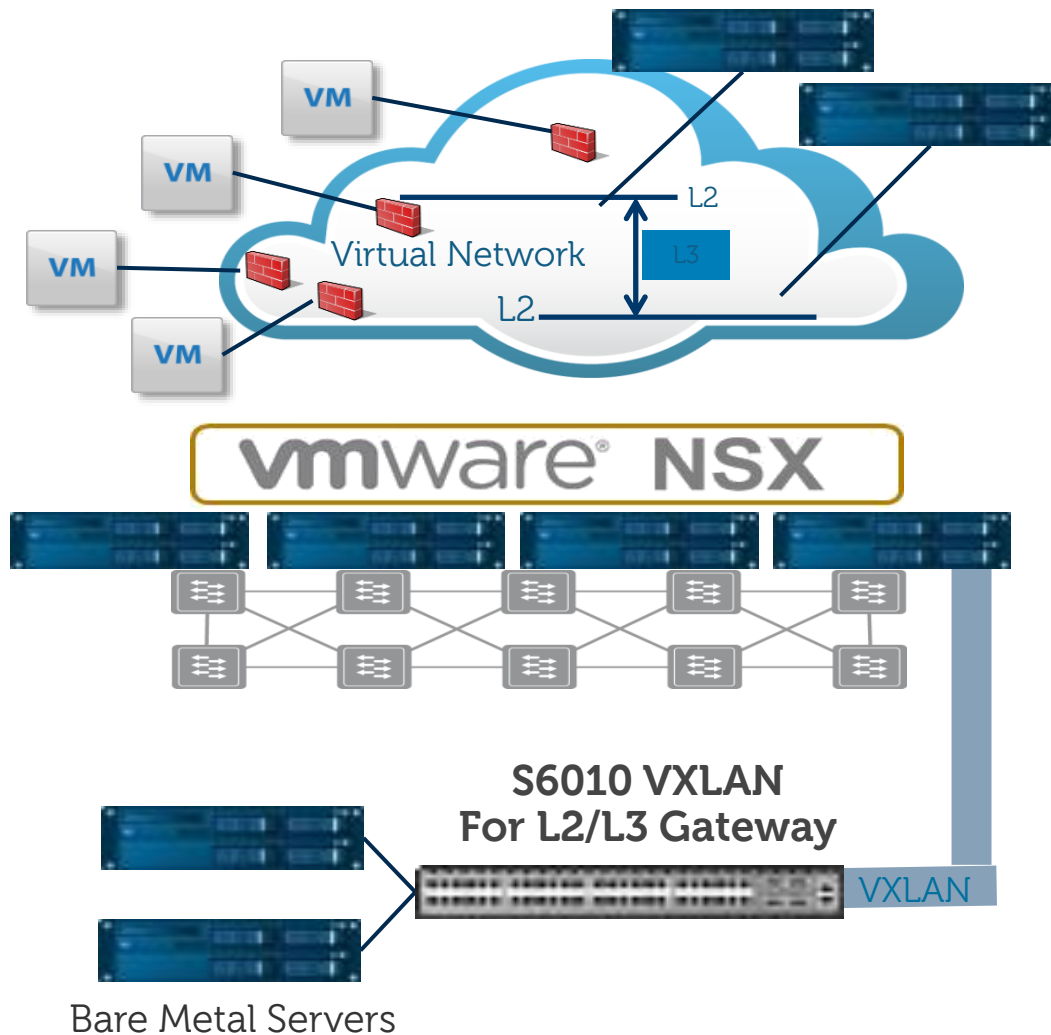 VM
VM
L2
Virtual Network
L3
VM
L2
VM
vmware® NSX
S6010 VXLAN
For L2/L3 Gateway
VXLAN
Bare Metal Servers